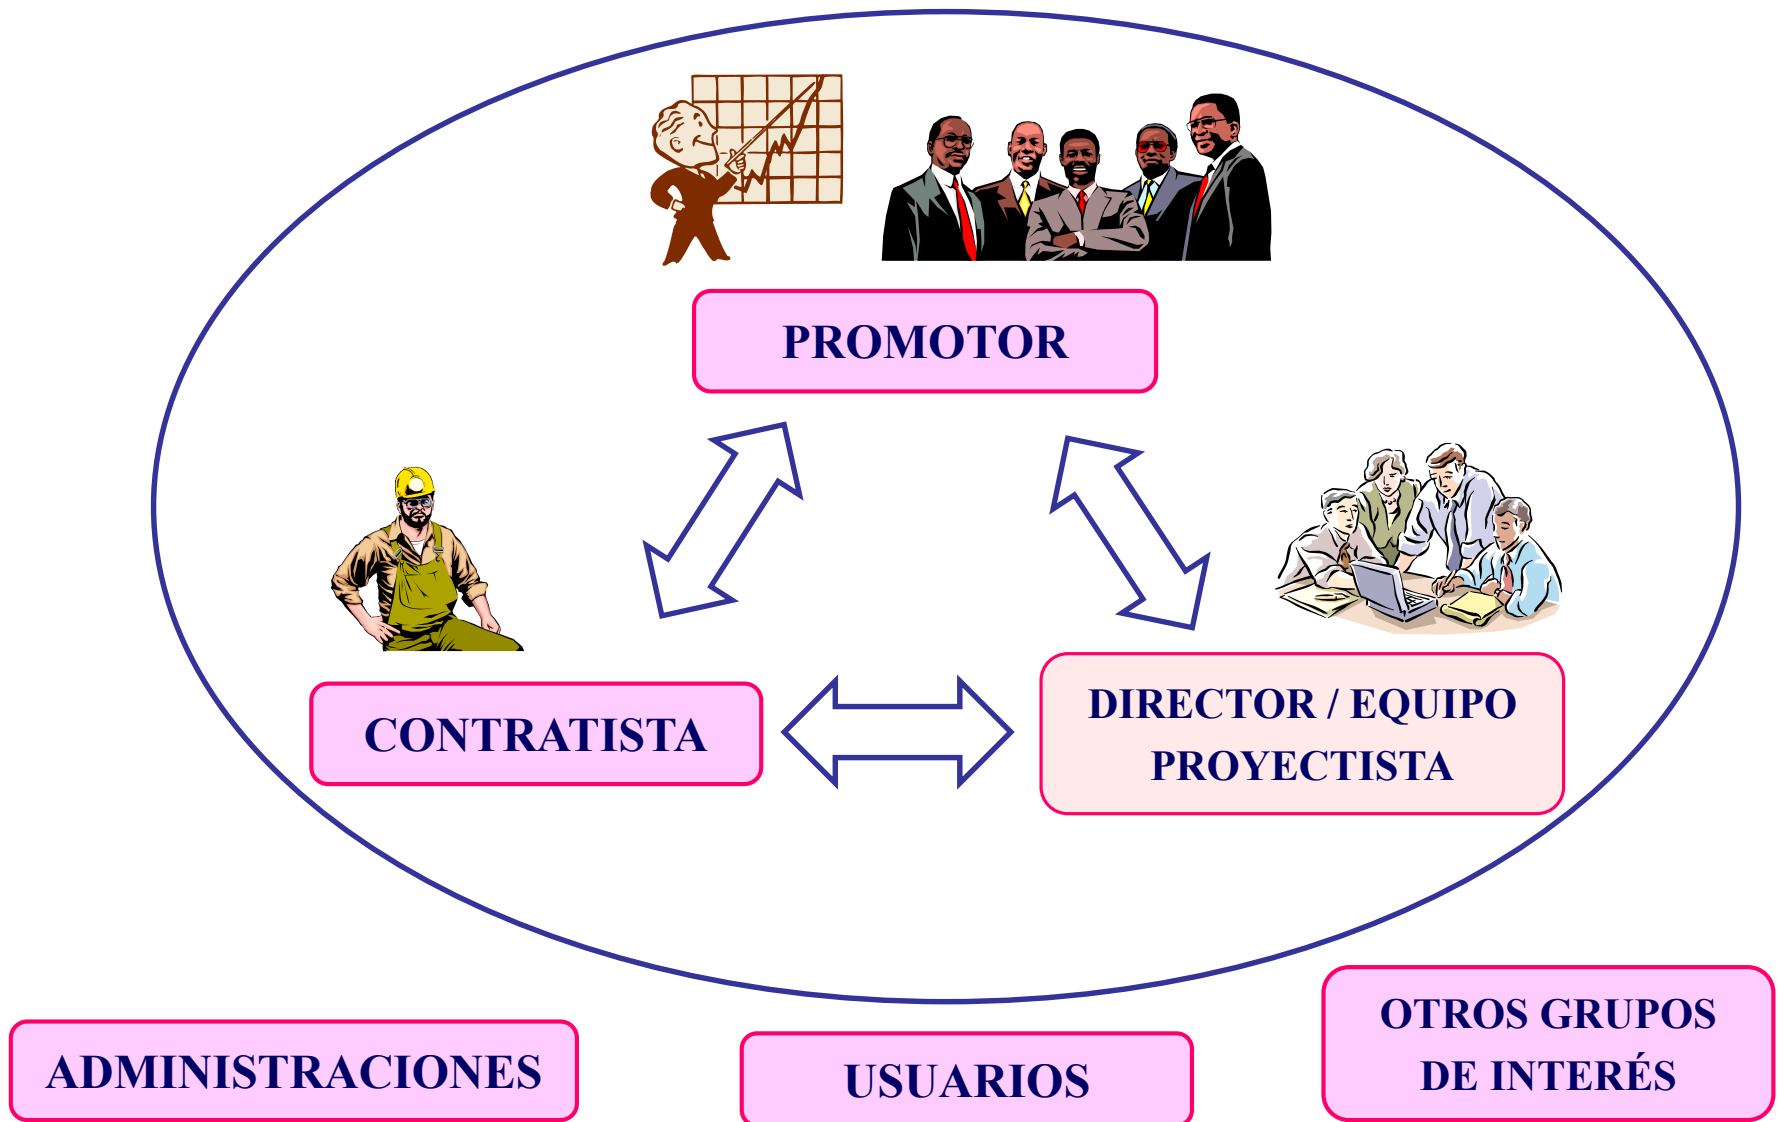 PROMOTOR
CONTRATISTA
DIRECTOR / EQUIPO
PROYECTISTA
ADMINISTRACIONES
USUARIOS
OTROS GRUPOS
DE INTERÉS